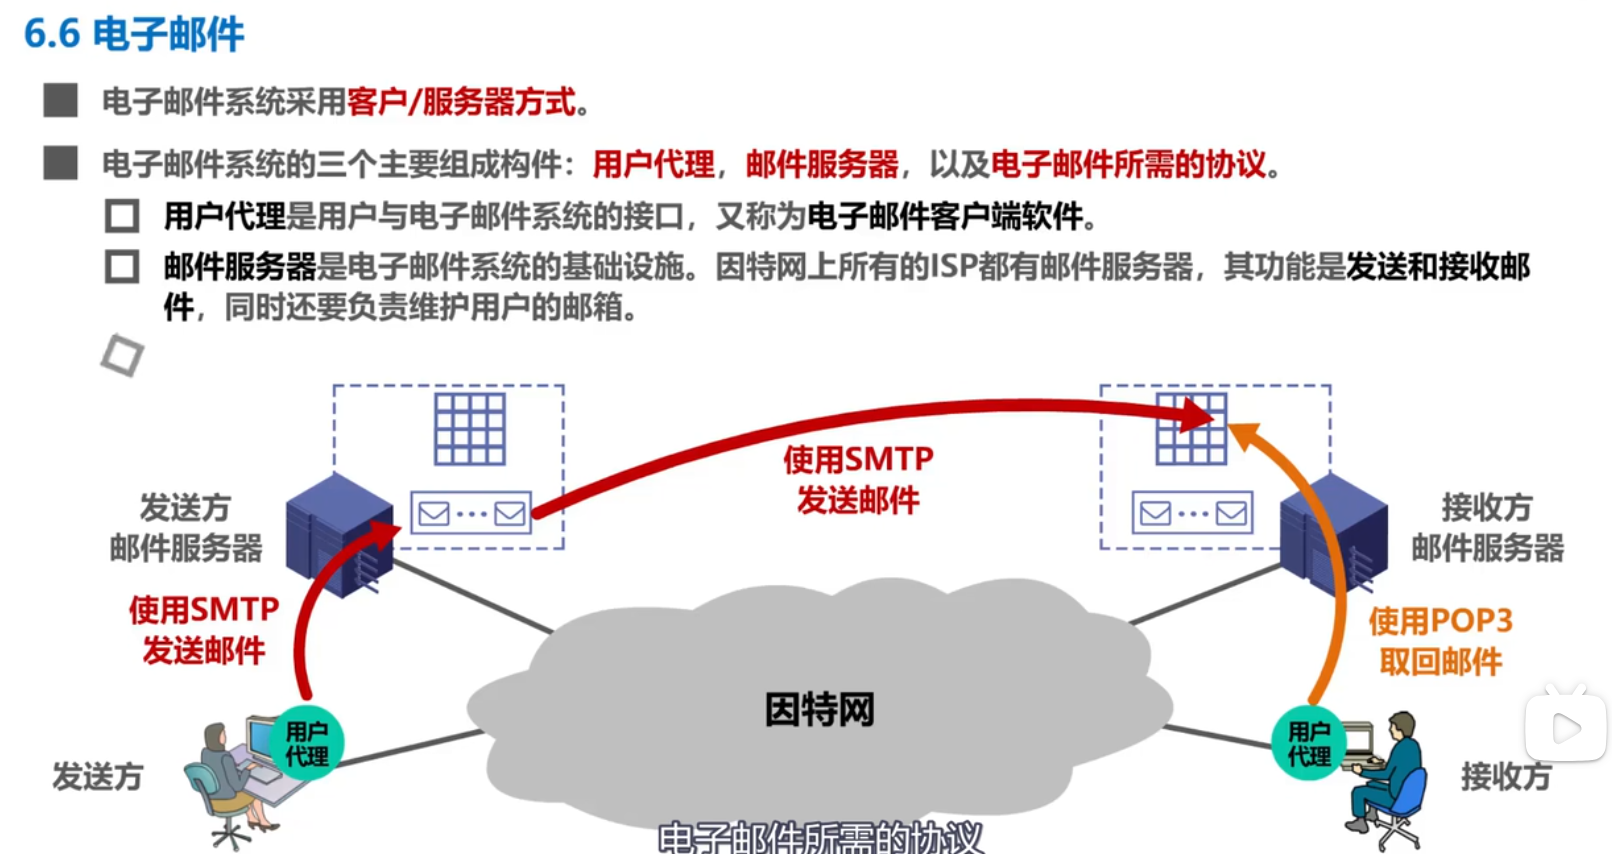 6.6 电子邮件
电子邮件系统采用客户/服务器方式。
电子邮件系统的三个主要组成构件：用户代理，邮件服务器，以及电子邮件所需的协议。
用户代理是用户与电子邮件系统的接口，又称为电子邮件客户端软件。
邮件服务器是电子邮件系统的基础设施。因特网上所有的ISP都有邮件服务器，其功能是发送和接收邮
件，同时还要负责维护用户的邮箱。
使用SMTP
发送邮件
发送方
邮件服务器
接收方
邮件服务器
使用SMTP
发送邮件
使用POP3
取回邮件
因特网
用户
代理
用户
代理
发送方
接收方
电子邮件所需的协议